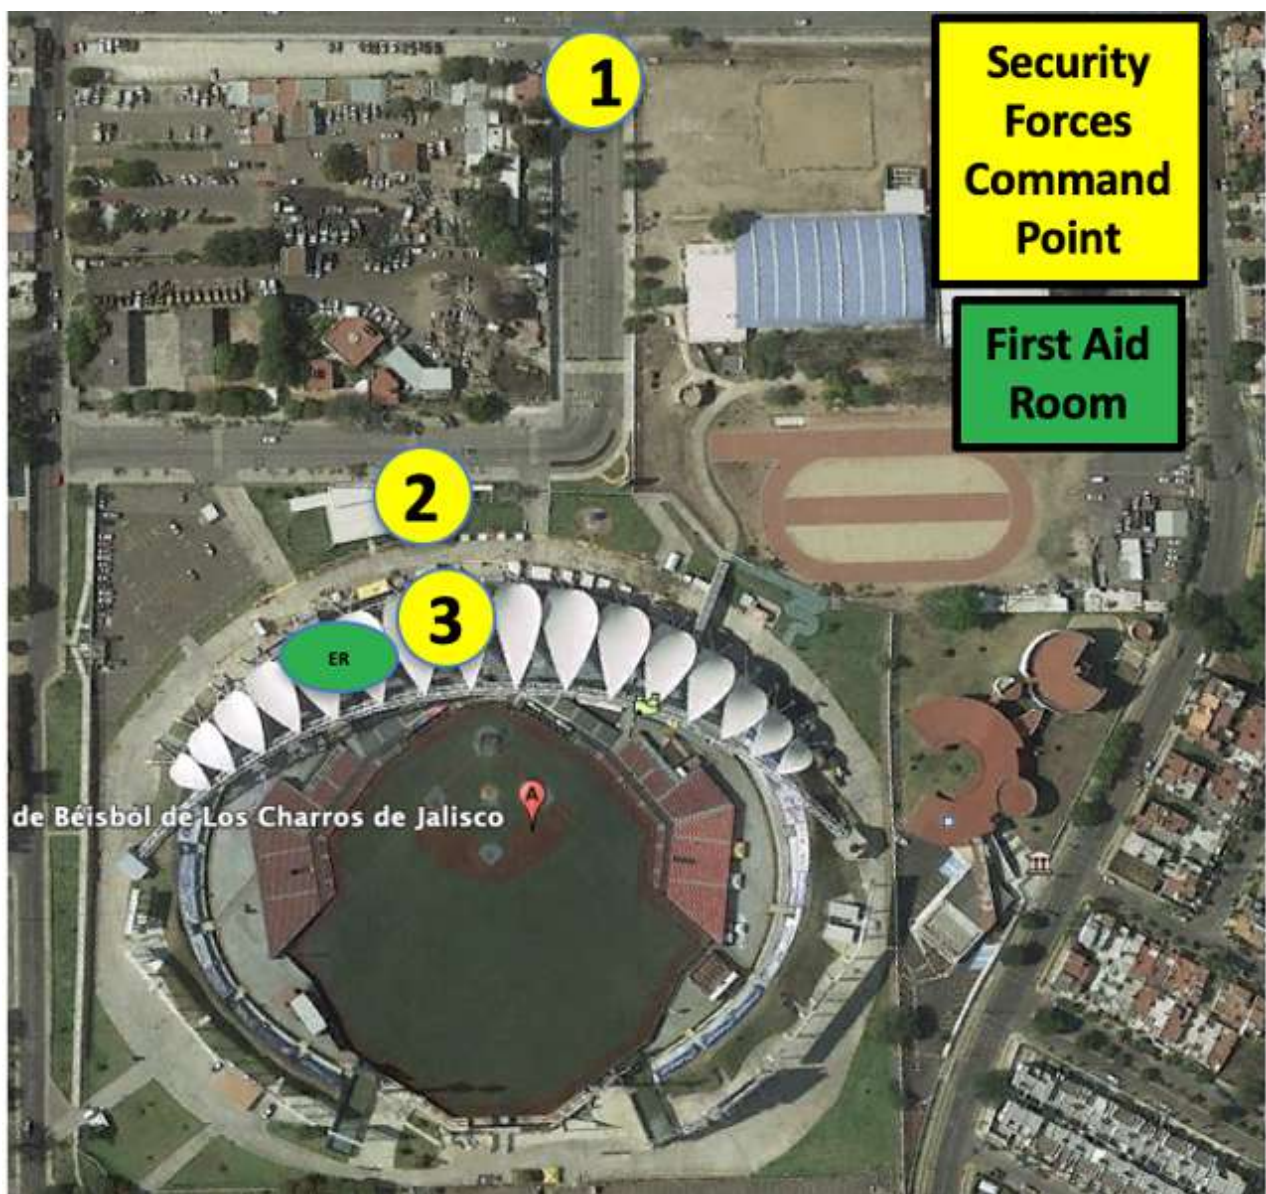 1
Security
Forces
Command
Point
First Aid
Room
2
3
ER
A
de Béisbol de Los Charros de Jalisco